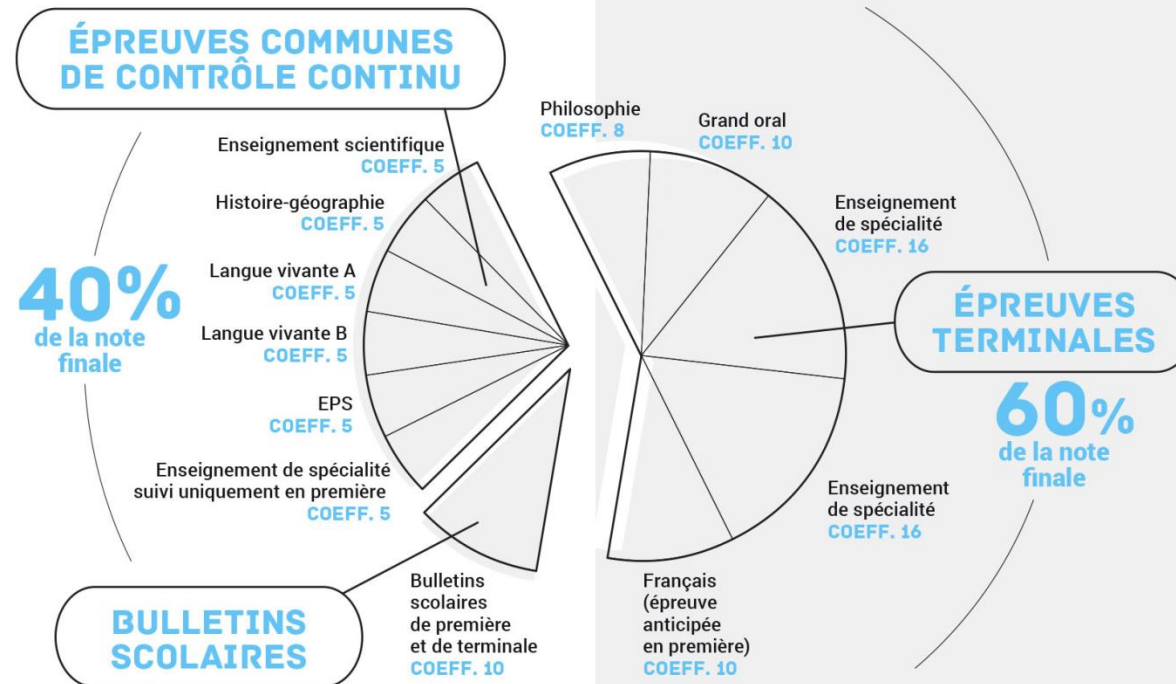 ÉPREUVES COMMUNES
DE CONTRÔLE CONTINU
Enseignement scientifique
COEFF. 5
Histoire-géographie
COEFF. 5
Langue vivante A
COEFF. 5
Langue vivante B
COEFF. 5
EPS
COEFF. 5
Enseignement de spécialité
suivi uniquement en première
COEFF. 5
40%
de la note
finale
BULLETINS
SCOLAIRES
Bulletins
scolaires
de première
et de terminale
COEFF. 10
Philosophie
COEFF. 8
Grand oral
COEFF. 10
Enseignement
de spécialité
COEFF. 16
ÉPREUVES
TERMINALES
60%
de la note
finale
Enseignement
de spécialité
COEFF. 16
Français
(épreuve
anticipée
en première)
COEFF. 10